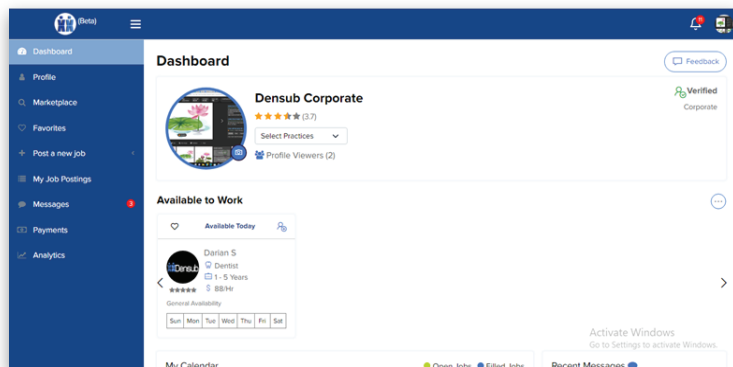 (Beta)
Dashboard
Profile
Marketplace
Favorites
Post a new job
My Job Postings
Messages
3
Payments
Analytics
Dashboard
Feedback
Densub Corporate
(3.7)
Select Practices
Profile Viewers (2)
Verified
Corporate
Available to Work
Available Today
Darian S
Densub
Dentist
1 - 5 Years
88/Hr
General Availability
Sun Mon Tue Wed Thu Fri Sat
Activate Windows
Go to Settings to activate Windows.
My Calendar
Open Jobs Filled Jobs
Recent Messages